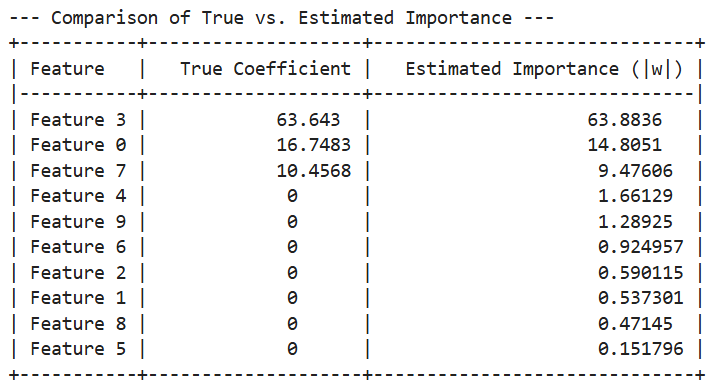 --- Comparison of True vs. Estimated Importance ---
+-----------+--------------------+------------------------------+
| Feature   |   True Coefficient |   Estimated Importance (|w|) |
|-----------+--------------------+------------------------------|
| Feature 3 |            63.643  |                    63.8836   |
| Feature 0 |            16.7483 |                    14.8051   |
| Feature 7 |            10.4568 |                     9.47606  |
| Feature 4 |             0      |                     1.66129  |
| Feature 9 |             0      |                     1.28925  |
| Feature 6 |             0      |                     0.924957 |
| Feature 2 |             0      |                     0.590115 |
| Feature 1 |             0      |                     0.537301 |
| Feature 8 |             0      |                     0.47145  |
| Feature 5 |             0      |                     0.151796 |
+-----------+--------------------+------------------------------+